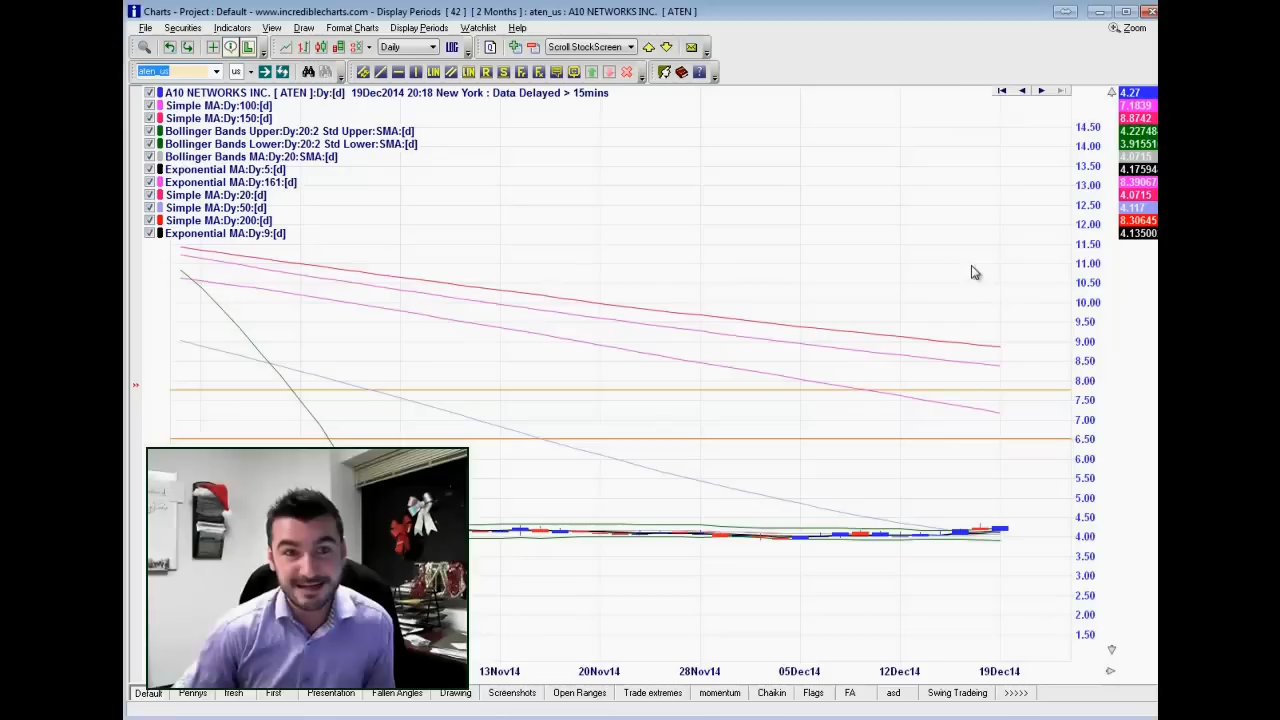 Charts - Project : Default - www.incrediblecharts.com - Display Periods [ 42 ] [ 2 Months ] : aten_us : A10 NETWORKS INC. [ ATEN ]
File Securities Indicators View Draw Format Charts Display Periods Watchlist Help Zoom
Daily Scroll StockScreen
aten_us us LIN LIN R S
A10 NETWORKS INC. [ ATEN ]:Dy:[d] 19Dec2014 20:18 New York : Data Delayed > 15mins 4.27
Simple MA:Dy:100:[d] 7.1839
Simple MA:Dy:150:[d] 8.8742
Bollinger Bands Upper:Dy:20:2 Std Upper:SMA:[d] 4.22748
Bollinger Bands Lower:Dy:20:2 Std Lower:SMA:[d] 3.91551
Bollinger Bands MA:Dy:20:SMA:[d] 4.0715
Exponential MA:Dy:5:[d] 4.17594
Exponential MA:Dy:161:[d] 8.39067
Simple MA:Dy:20:[d] 4.0715
Simple MA:Dy:50:[d] 4.117
Simple MA:Dy:200:[d] 8.30645
Exponential MA:Dy:9:[d] 4.13500
14.50
14.00
13.50
13.00
12.50
12.00
11.50
11.00
10.50
10.00
9.50
9.00
8.50
8.00
7.50
7.00
6.50
6.00
5.50
5.00
4.50
4.00
3.50
3.00
2.50
2.00
1.50
13Nov14 20Nov14 28Nov14 05Dec14 12Dec14 19Dec14
Default Pennys fresh First Presentation Fallen Angles Drawing Screenshots Open Ranges Trade extremes momentum Chaikin Flags FA asd Swing Tradeing >>>>>